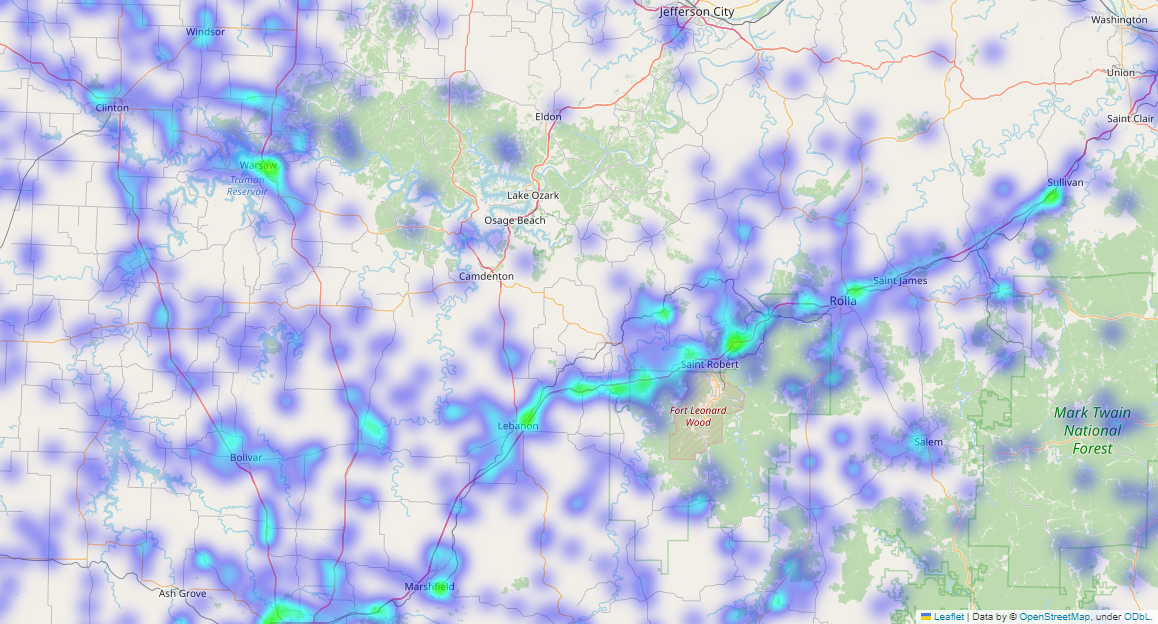 Jefferson City
Washington
Windsor
Union
Clinton
Eldon
Saint Clair
Warsaw
Truman
Reservoir
Sullivan
Lake Ozark
Osage Beach
Camdenton
Saint James
Rolla
Saint Robert
Fort Leonard
Wood
Mark Twain
National
Forest
Lebanon
Salem
Bolivar
Marshfield
Ash Grove
Leaflet | Data by © OpenStreetMap, under ODbL.